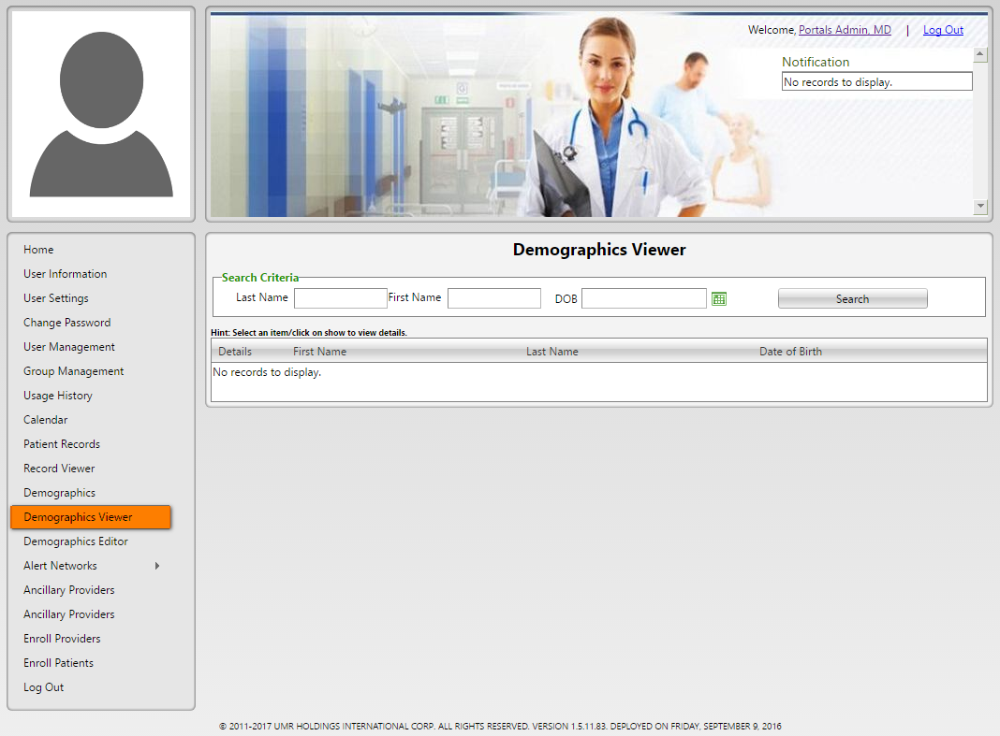 Welcome, Portals Admin, MD | Log Out
Notification
No records to display.
Home
User Information
User Settings
Change Password
User Management
Group Management
Usage History
Calendar
Patient Records
Record Viewer
Demographics
Demographics Viewer
Demographics Editor
Alert Networks
Ancillary Providers
Ancillary Providers
Enroll Providers
Enroll Patients
Log Out
Demographics Viewer
Search Criteria
Last Name First Name DOB Search
Hint: Select an item/click on show to view details.
Details First Name Last Name Date of Birth
No records to display.
© 2011-2017 UMR HOLDINGS INTERNATIONAL CORP. ALL RIGHTS RESERVED. VERSION 1.5.11.83. DEPLOYED ON FRIDAY, SEPTEMBER 9, 2016